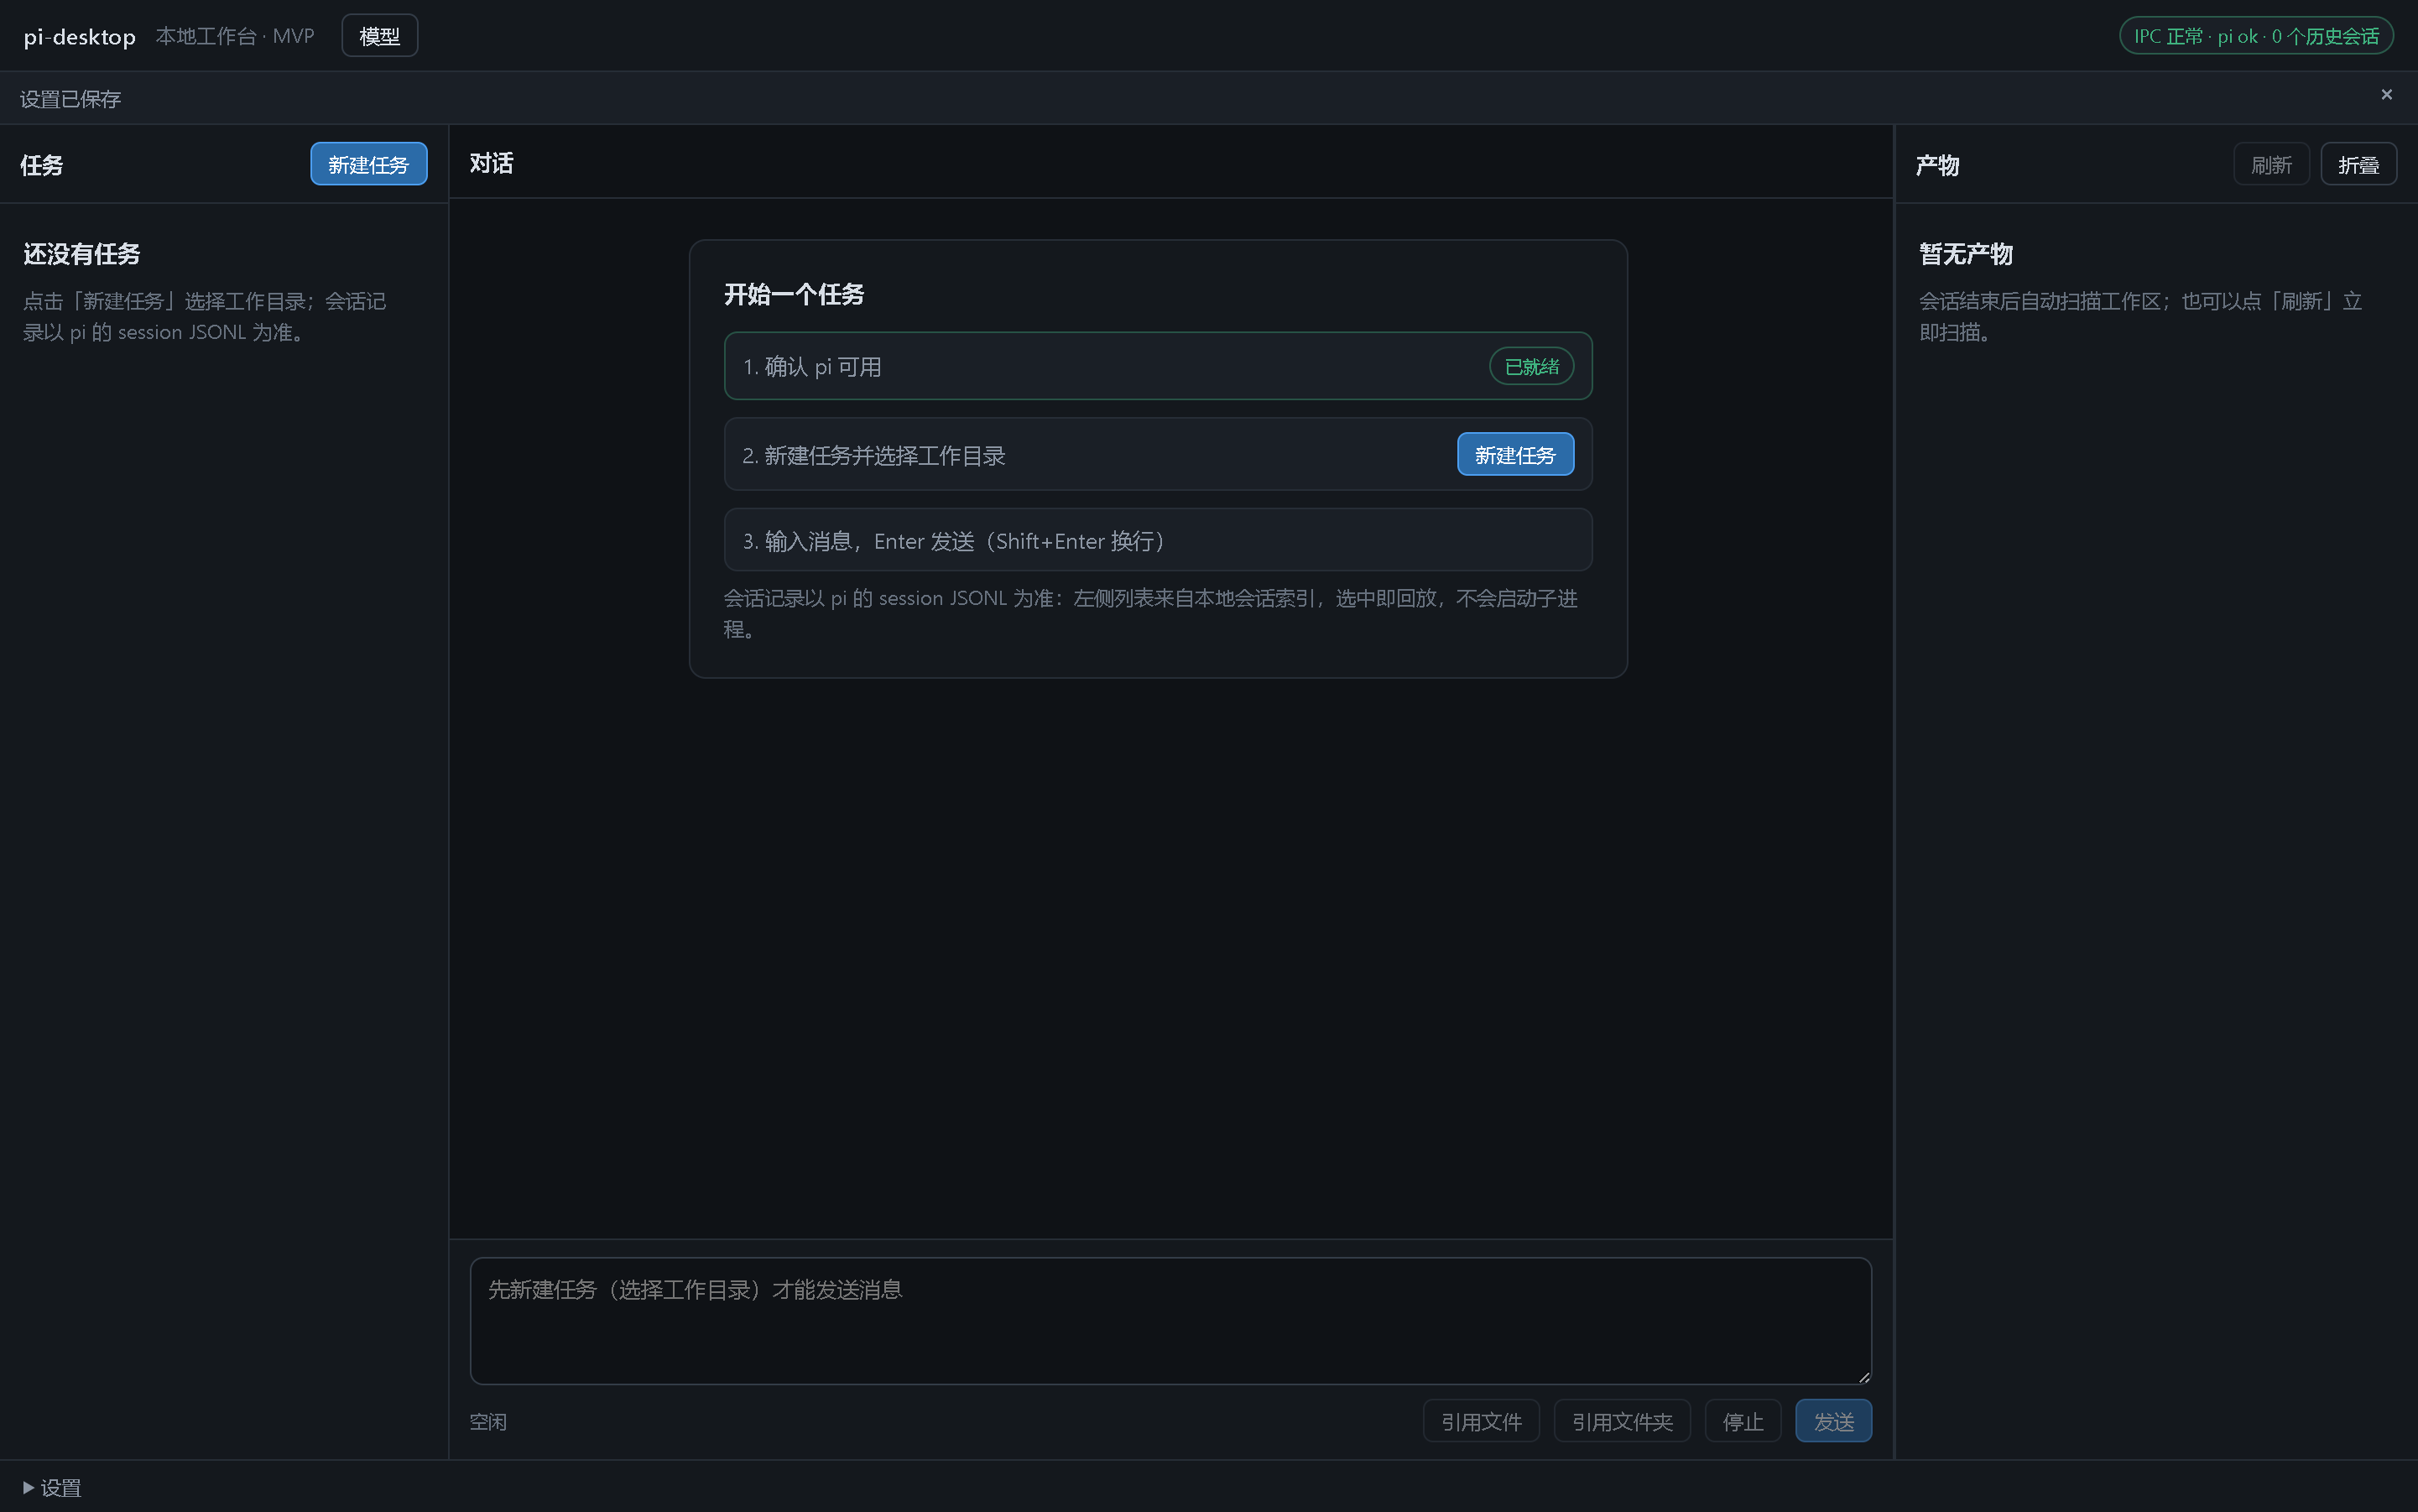 pi-desktop 本地工作台 · MVP 模型 IPC 正常 · pi ok · 0 个历史会话
设置已保存 ×
任务 新建任务
还没有任务
点击「新建任务」选择工作目录；会话记
录以 pi 的 session JSONL 为准。
对话
开始一个任务
1. 确认 pi 可用 已就绪
2. 新建任务并选择工作目录 新建任务
3. 输入消息，Enter 发送（Shift+Enter 换行）
会话记录以 pi 的 session JSONL 为准：左侧列表来自本地会话索引，选中即回放，不会启动子进
程。
先新建任务（选择工作目录）才能发送消息
空闲 引用文件 引用文件夹 停止 发送
产物 刷新 折叠
暂无产物
会话结束后自动扫描工作区；也可以点「刷新」立
即扫描。
▶ 设置